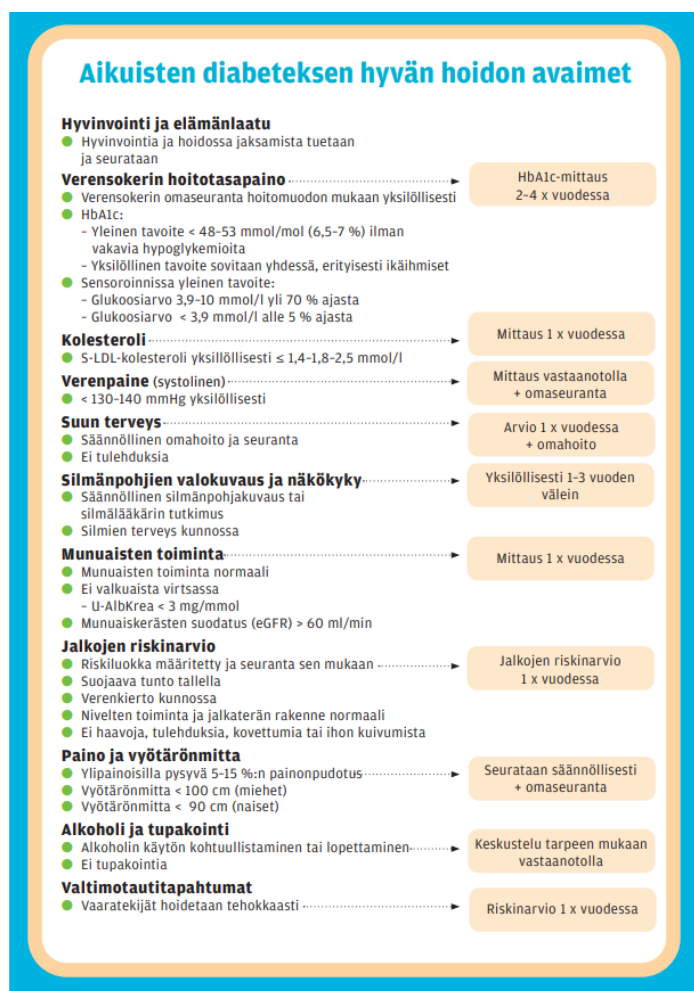 Aikuisten diabeteksen hyvän hoidon avaimet
Hyvinvointi ja elämänlaatu
Hyvinvointia ja hoidossa jaksamista tuetaan
ja seurataan
Verensokerin hoitotasapaino
HbA1c-mittaus
2-4 x vuodessa
Verensokerin omaseuranta hoitomuodon mukaan yksilöllisesti
HbA1c:
- Yleinen tavoite < 48-53 mmol/mol (6,5-7 %) ilman
vakavia hypoglykemioita
- Yksilöllinen tavoite sovitaan yhdessä, erityisesti ikäihmiset
Sensoroinnissa yleinen tavoite:
- Glukoosiarvo 3,9-10 mmol/l yli 70 % ajasta
- Glukoosiarvo < 3,9 mmol/l alle 5 % ajasta
Kolesteroli
Mittaus 1 x vuodessa
S-LDL-kolesteroli yksillöllisesti ≤ 1,4-1,8-2,5 mmol/l
Verenpaine (systolinen)
Mittaus vastaanotolla
+ omaseuranta
< 130-140 mmHg yksilöllisesti
Suun terveys
Arvio 1 x vuodessa
+ omahoito
Säännöllinen omahoito ja seuranta
Ei tulehduksia
Silmänpohjien valokuvaus ja näkökyky
Yksilöllisesti 1-3 vuoden
välein
Säännöllinen silmänpohjakuvaus tai
silmälääkärin tutkimus
Silmien terveys kunnossa
Munuaisten toiminta
Mittaus 1 x vuodessa
Munuaisten toiminta normaali
Ei valkuaista virtsassa
- U-AlbKrea < 3 mg/mmol
Munuaiskerästen suodatus (eGFR) > 60 ml/min
Jalkojen riskinarvio
Riskiluokka määritetty ja seuranta sen mukaan
Jalkojen riskinarvio
1 x vuodessa
Suojaava tunto tallella
Verenkierto kunnossa
Nivelten toiminta ja jalkaterän rakenne normaali
Ei haavoja, tulehduksia, kovettumia tai ihon kuivumista
Paino ja vyötärönmitta
Ylipainoisilla pysyvä 5-15 %:n painonpudotus
Seurataan säännöllisesti
+ omaseuranta
Vyötärönmitta < 100 cm (miehet)
Vyötärönmitta < 90 cm (naiset)
Alkoholi ja tupakointi
Alkoholin käytön kohtuullistaminen tai lopettaminen
Keskustelu tarpeen mukaan
vastaanotolla
Ei tupakointia
Valtimotautitapahtumat
Vaaratekijät hoidetaan tehokkaasti
Riskinarvio 1 x vuodessa